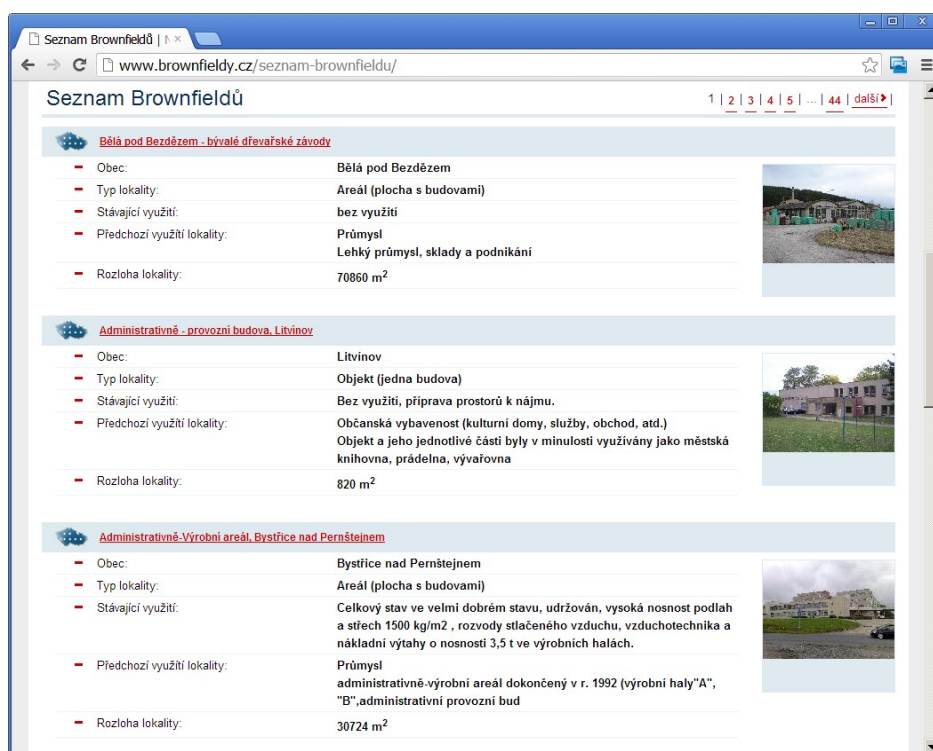 Seznam Brownfieldů | N
www.brownfieldy.cz/seznam-brownfieldu/
Seznam Brownfieldů
1 | 2 | 3 | 4 | 5 | ... | 44 | další |
Bělá pod Bezdězem - bývalé dřevařské závody
Obec: Bělá pod Bezdězem
Typ lokality: Areál (plocha s budovami)
Stávající využití: bez využití
Předchozí využítí lokality: Průmysl
Lehký průmysl, sklady a podnikání
Rozloha lokality: 70860 m²
Administrativně - provozní budova, Litvínov
Obec: Litvínov
Typ lokality: Objekt (jedna budova)
Stávající využití: Bez využití, příprava prostorů k nájmu.
Předchozí využítí lokality: Občanská vybavenost (kulturní domy, služby, obchod, atd.)
Objekt a jeho jednotlivé části byly v minulosti využívány jako městská
knihovna, prádelna, vývařovna
Rozloha lokality: 820 m²
Administrativně-Výrobní areál, Bystřice nad Pernštejnem
Obec: Bystřice nad Pernštejnem
Typ lokality: Areál (plocha s budovami)
Stávající využití: Celkový stav ve velmi dobrém stavu, udržován, vysoká nosnost podlah
a střech 1500 kg/m2 , rozvody stlačeného vzduchu, vzduchotechnika a
nákladní výtahy o nosnosti 3,5 t ve výrobních halách.
Předchozí využítí lokality: Průmysl
administrativně-výrobní areál dokončený v r. 1992 (výrobní haly"A",
"B",administrativní provozní bud
Rozloha lokality: 30724 m²